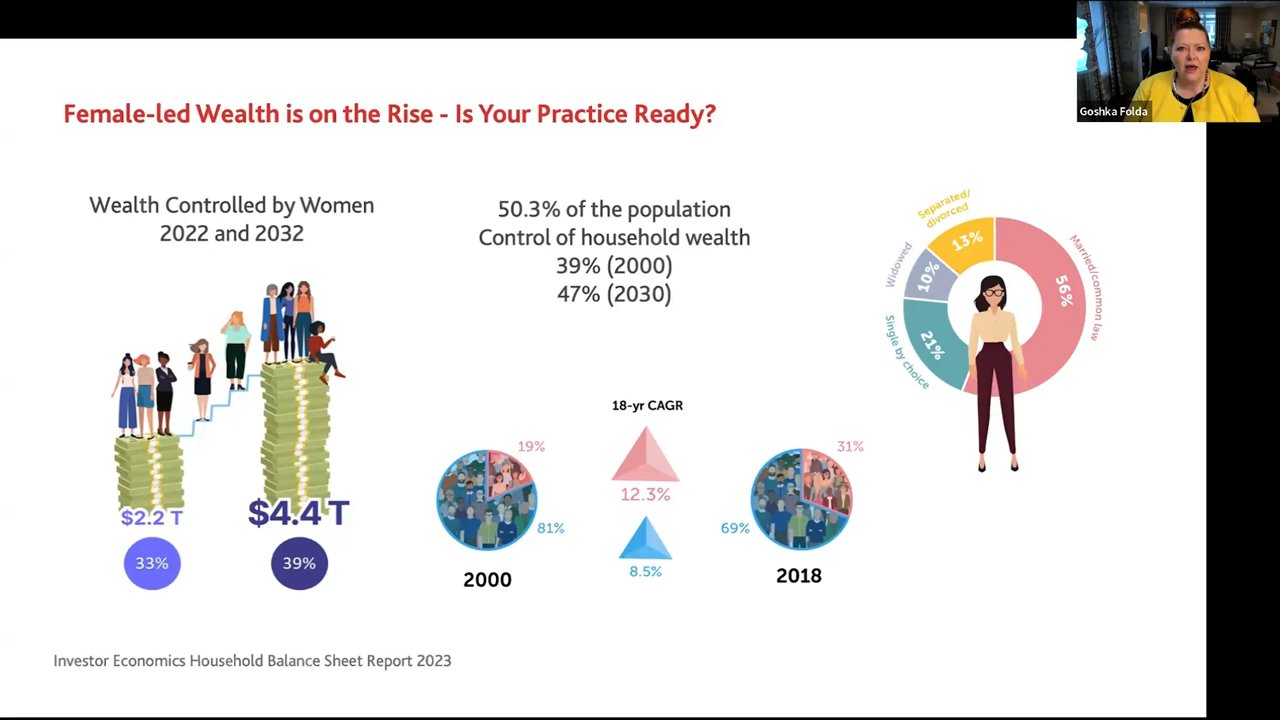 Goshka Folda
Female-led Wealth is on the Rise - Is Your Practice Ready?
Wealth Controlled by Women
2022 and 2032
$2.2 T
$4.4 T
33%
39%
50.3% of the population
Control of household wealth
39% (2000)
47% (2030)
18-yr CAGR
19%
81%
2000
12.3%
8.5%
31%
69%
2018
Separated/
divorced
13%
Widowed
10%
Single by choice
21%
Married/common law
56%
Investor Economics Household Balance Sheet Report 2023